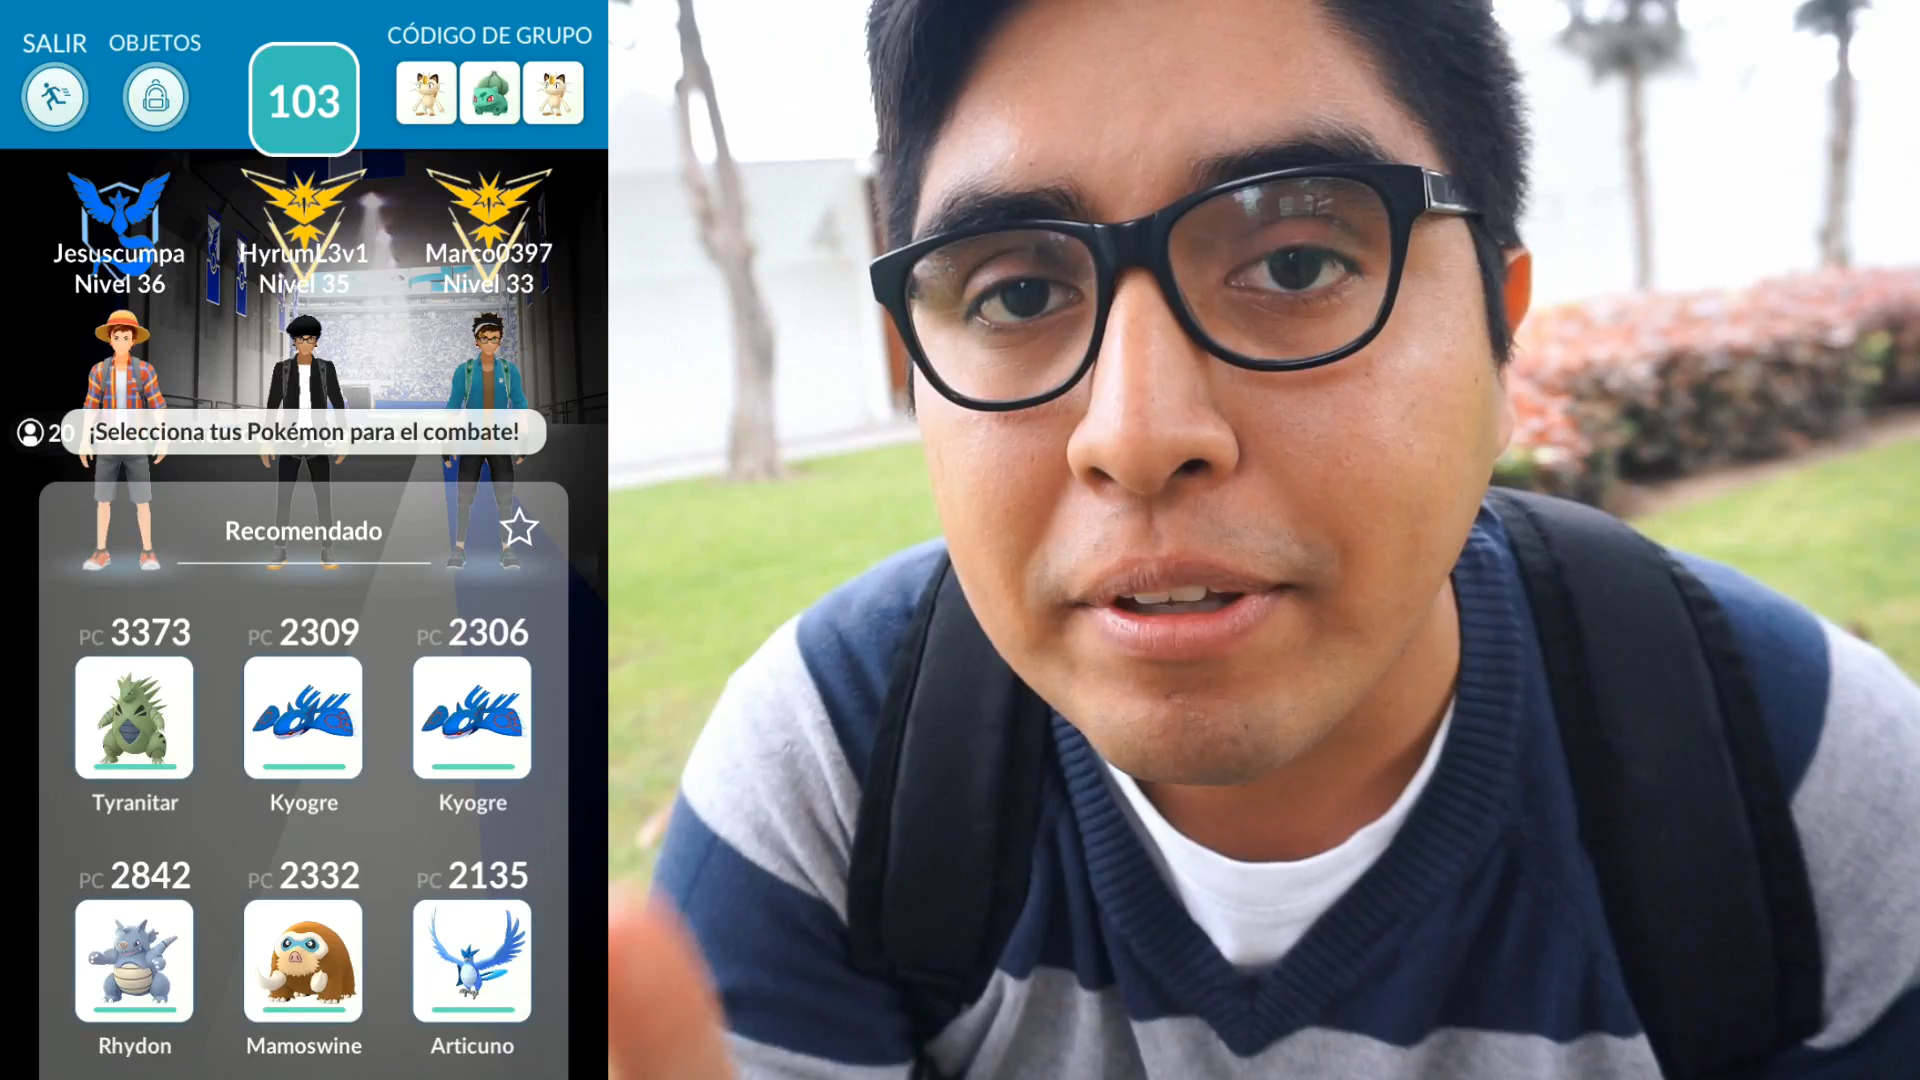 SALIR
OBJETOS
103
CÓDIGO DE GRUPO
Jesuscumpa
Nivel 36
HyrumL3v1
Nivel 35
Marco0397
Nivel 33
20
¡Selecciona tus Pokémon para el combate!
Recomendado
PC 3373
PC 2309
PC 2306
Tyranitar
Kyogre
Kyogre
PC 2842
PC 2332
PC 2135
Rhydon
Mamoswine
Articuno